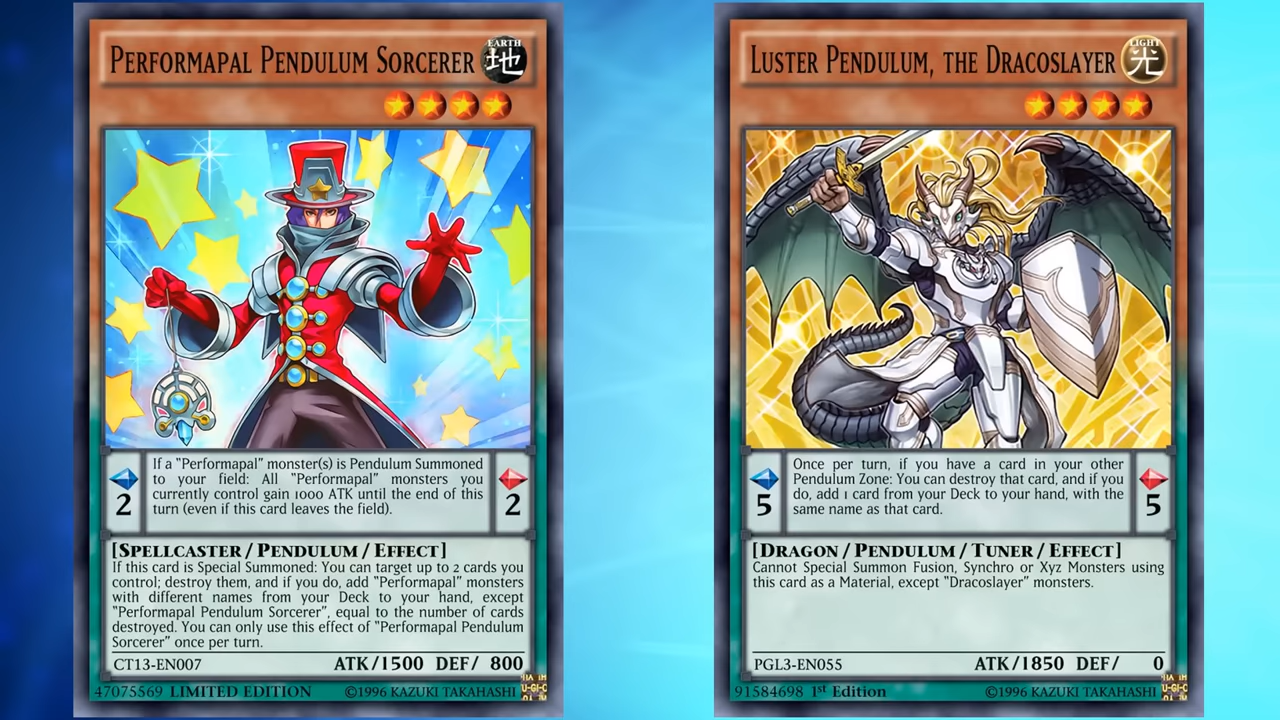 PERFORMAPAL PENDULUM SORCERER
EARTH
地
If a “Performapal” monster(s) is Pendulum Summoned
to your field: All “Performapal” monsters you
currently control gain 1000 ATK until the end of this
turn (even if this card leaves the field).
2
2
[SPELLCASTER / PENDULUM / EFFECT]
If this card is Special Summoned: You can target up to 2 cards you
control; destroy them, and if you do, add “Performapal” monsters
with different names from your Deck to your hand, except
“Performapal Pendulum Sorcerer”, equal to the number of cards
destroyed. You can only use this effect of “Performapal Pendulum
Sorcerer” once per turn.
CT13-EN007
ATK/1500 DEF/ 800
47075569 LIMITED EDITION ©1996 KAZUKI TAKAHASHI
LUSTER PENDULUM, THE DRACOSLAYER
LIGHT
光
Once per turn, if you have a card in your other
Pendulum Zone: You can destroy that card, and if you
do, add 1 card from your Deck to your hand, with the
same name as that card.
5
5
[DRAGON / PENDULUM / TUNER / EFFECT]
Cannot Special Summon Fusion, Synchro or Xyz Monsters using
this card as a Material, except “Dracoslayer” monsters.
PGL3-EN055
ATK/1850 DEF/ 0
91584698 1st Edition ©1996 KAZUKI TAKAHASHI